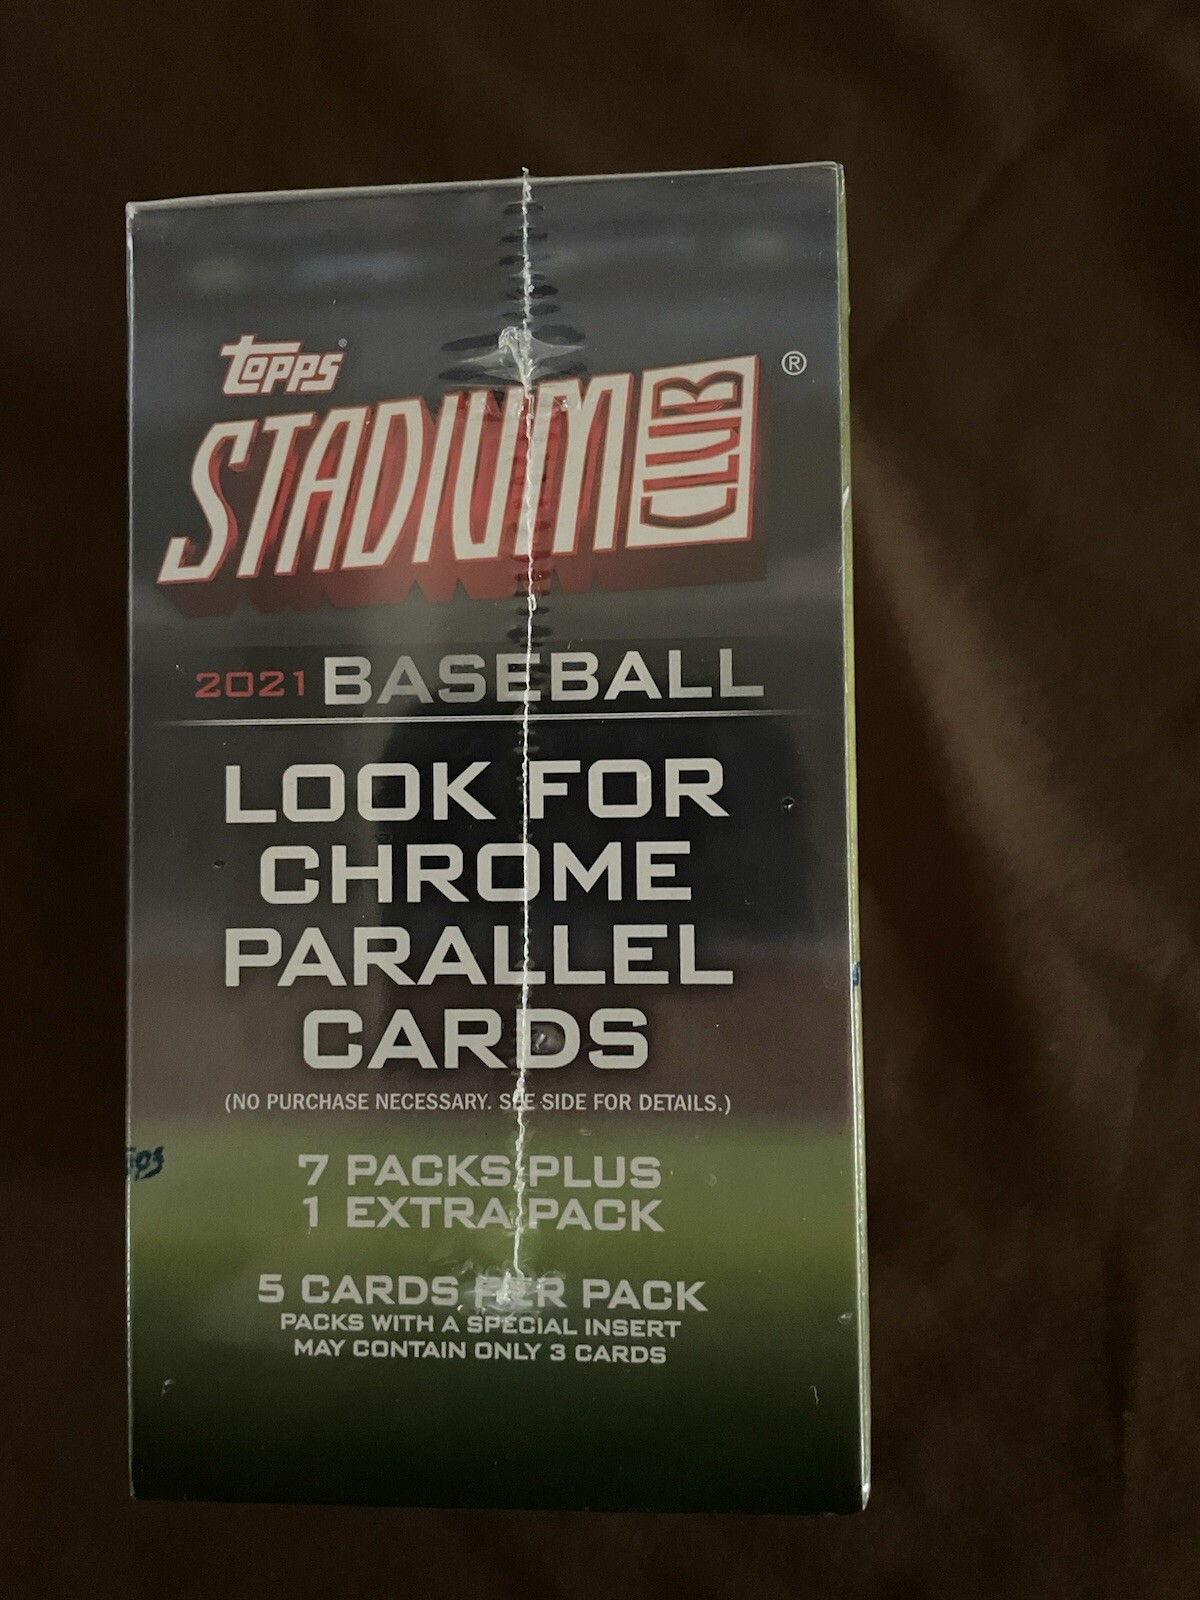 Topps®
STADIUM CLUB ®
2021 BASEBALL
LOOK FOR
CHROME
PARALLEL
CARDS
(NO PURCHASE NECESSARY. SEE SIDE FOR DETAILS.)
7 PACKS PLUS
1 EXTRA PACK
5 CARDS PER PACK
PACKS WITH A SPECIAL INSERT
MAY CONTAIN ONLY 3 CARDS